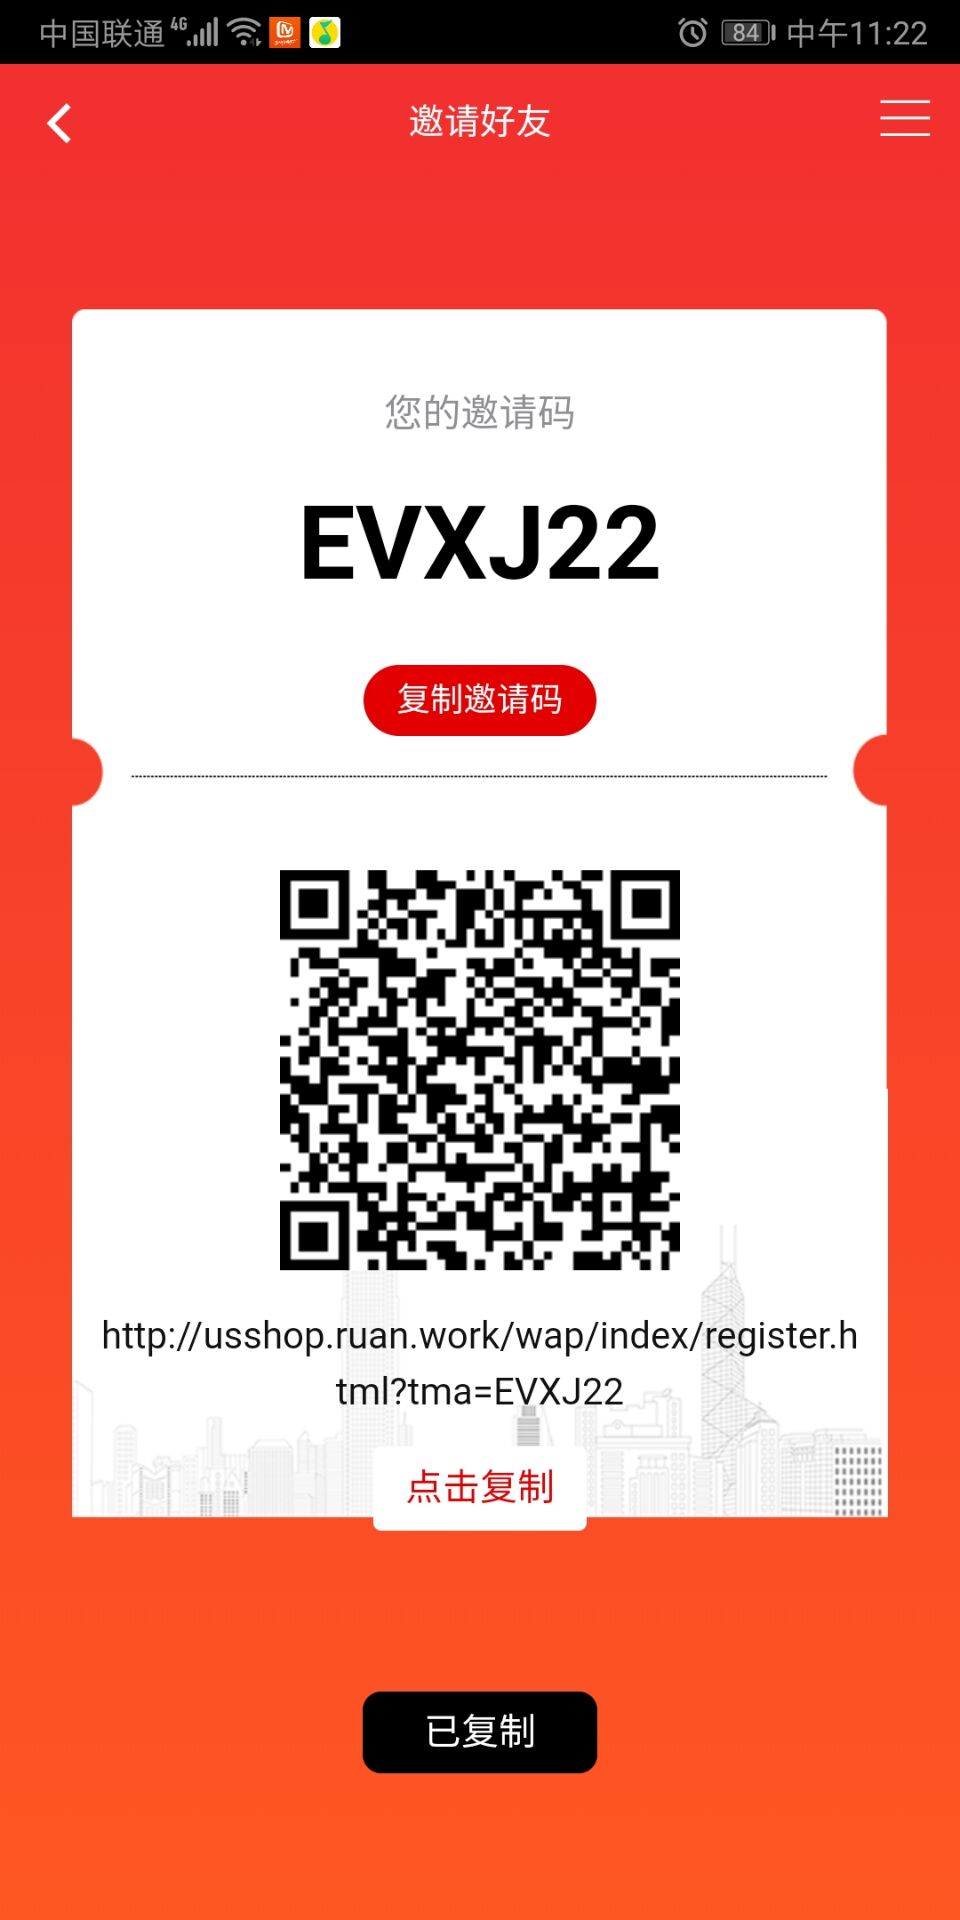 中国联通 4G 84 中午11:22
邀请好友
您的邀请码
EVXJ22
复制邀请码
http://usshop.ruan.work/wap/index/register.h
tml?tma=EVXJ22
点击复制
已复制